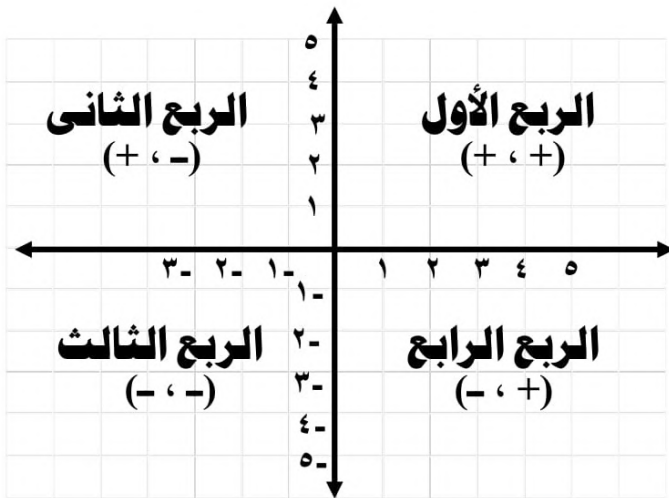 ٥
٤
الربع الأول
الربع الثانى
٣
(+ ، +)
(– ، +)
٢
١
-٣ -٢ -١ ١ ٢ ٣ ٤ ٥
-١
الربع الرابع
الربع الثالث
-٢
(+ ، –)
(– ، –)
-٣
-٤
-٥